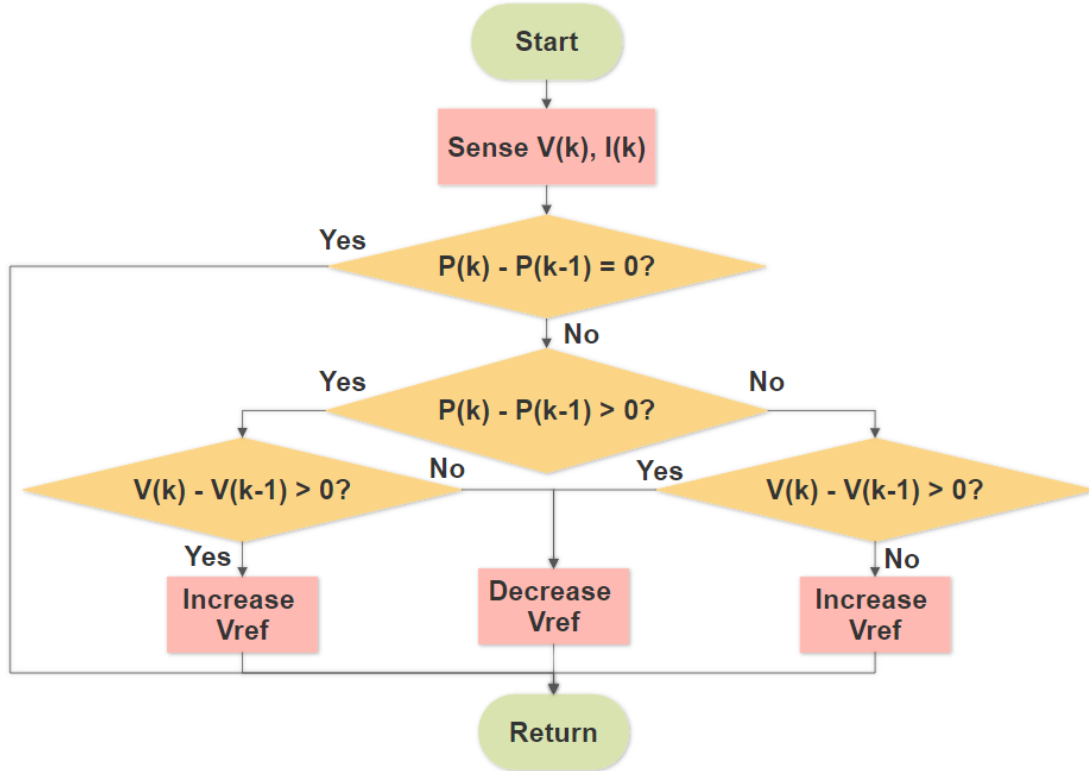 Start
Sense V(k), I(k)
Yes
P(k) - P(k-1) = 0?
No
Yes
No
P(k) - P(k-1) > 0?
No
Yes
V(k) - V(k-1) > 0?
V(k) - V(k-1) > 0?
Yes
No
Increase
Vref
Decrease
Vref
Increase
Vref
Return